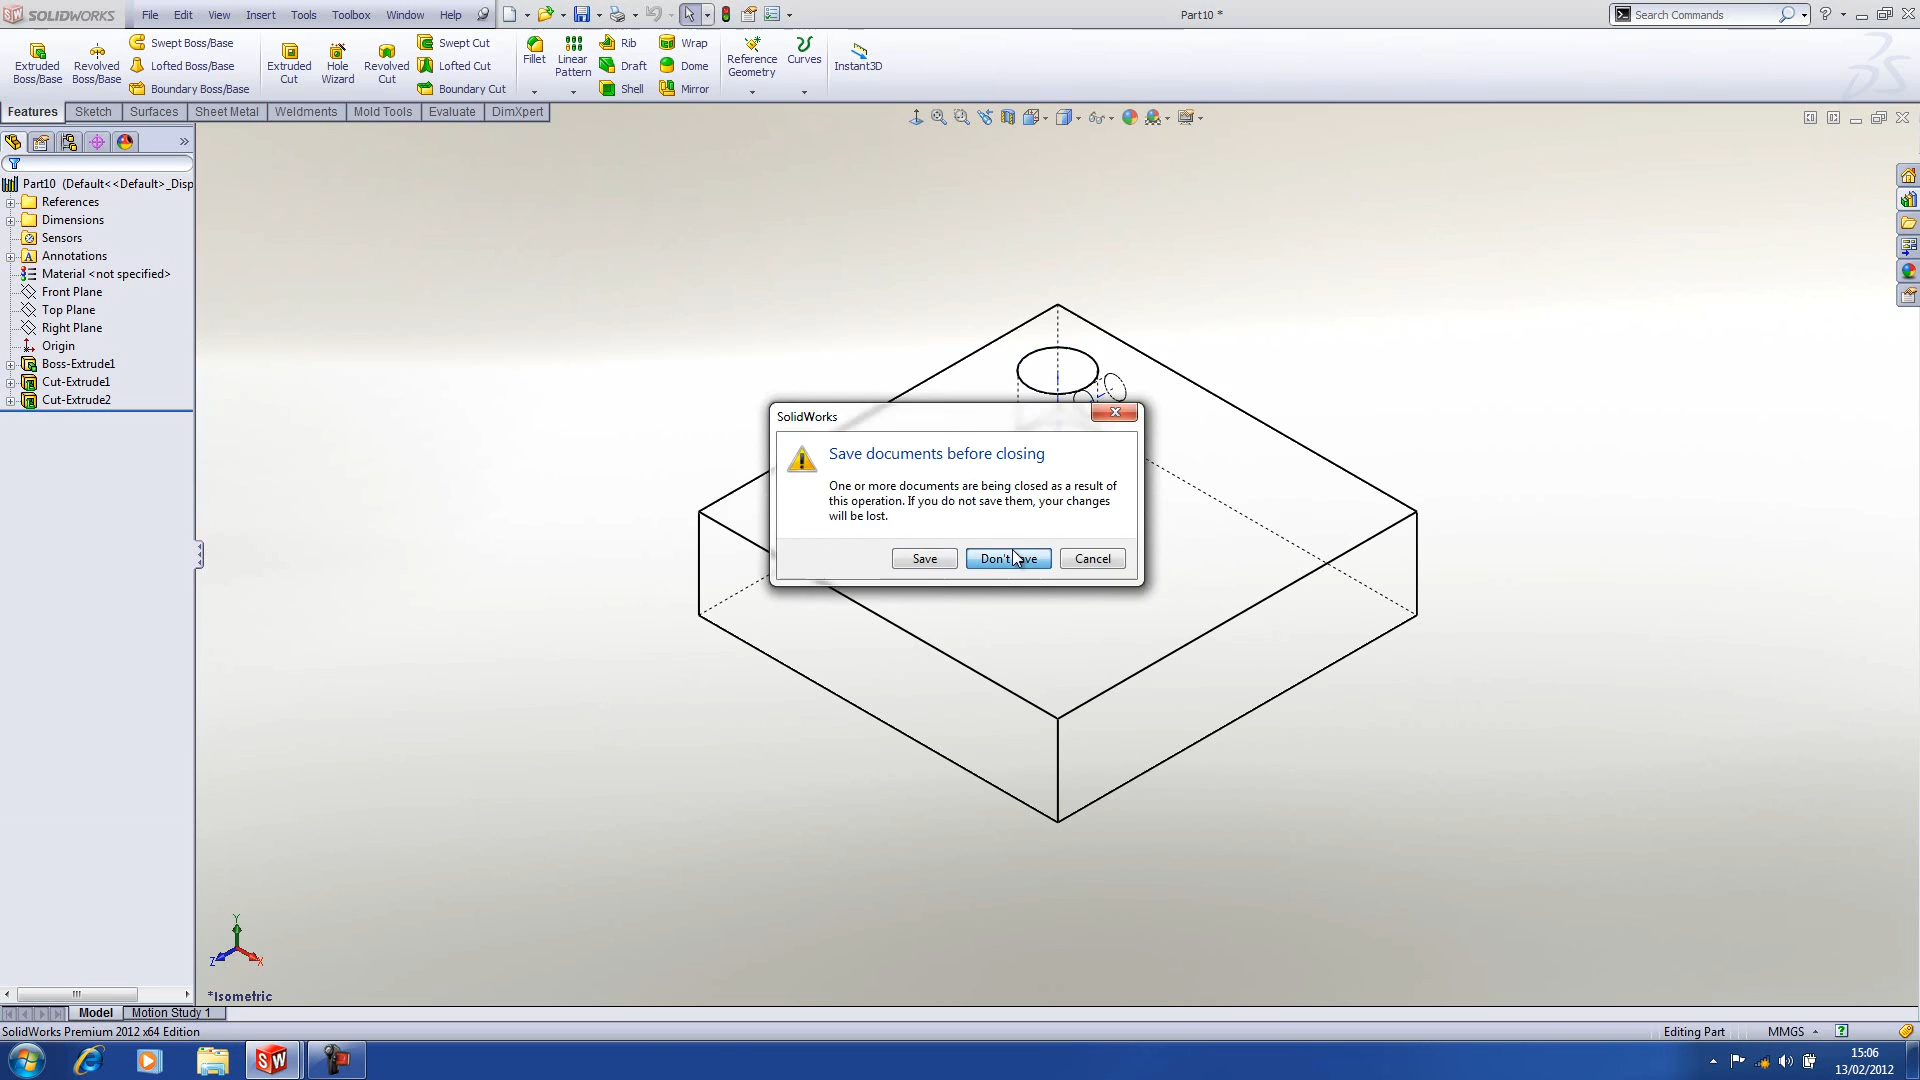 SOLIDWORKS File Edit View Insert Tools Toolbox Window Help Part10 * Search Commands
Extruded Boss/Base
Revolved Boss/Base
Swept Boss/Base
Lofted Boss/Base
Boundary Boss/Base
Extruded Cut
Hole Wizard
Revolved Cut
Swept Cut
Lofted Cut
Boundary Cut
Fillet
Linear Pattern
Rib
Draft
Shell
Wrap
Dome
Mirror
Reference Geometry
Curves
Instant3D
Features Sketch Surfaces Sheet Metal Weldments Mold Tools Evaluate DimXpert
Part10 (Default<<Default>_Disp
References
Dimensions
Sensors
Annotations
Material <not specified>
Front Plane
Top Plane
Right Plane
Origin
Boss-Extrude1
Cut-Extrude1
Cut-Extrude2
SolidWorks
Save documents before closing
One or more documents are being closed as a result of
this operation. If you do not save them, your changes
will be lost.
Save Don't Cancel
Y
Z X
*Isometric
Model Motion Study 1
SolidWorks Premium 2012 x64 Edition Editing Part MMGS
15:06
13/02/2012